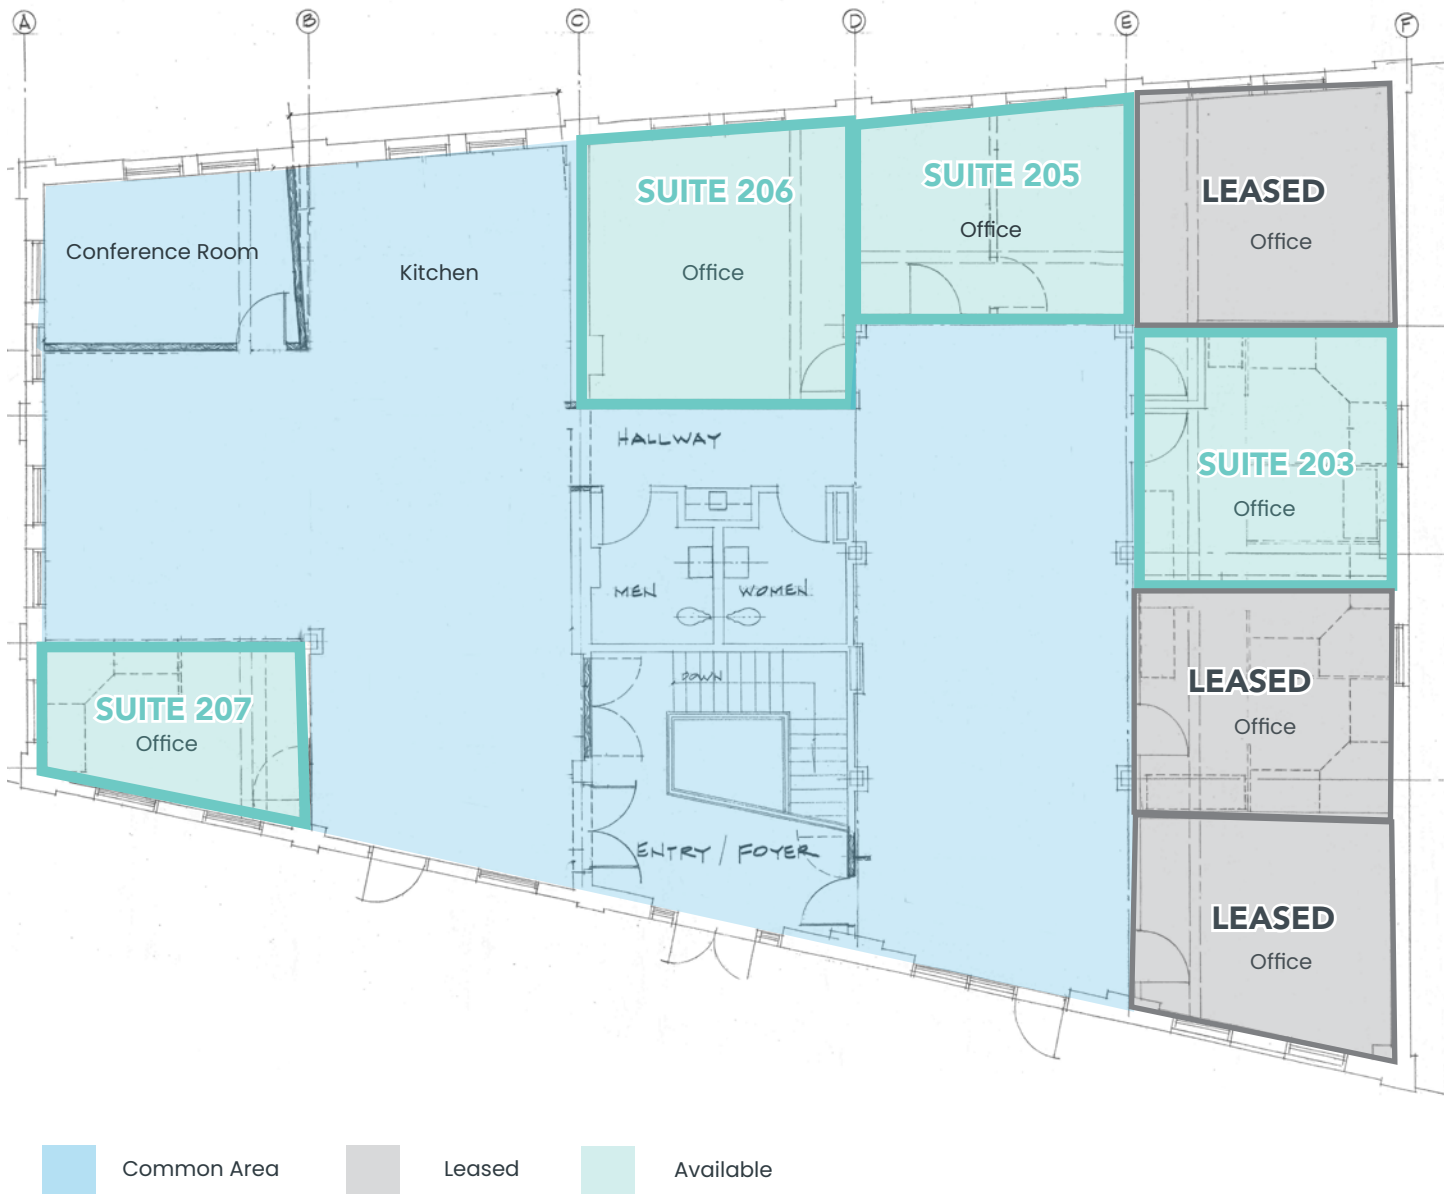 A B C D E F
SUITE 206
Office
SUITE 205
Office
LEASED
Office
Conference Room
Kitchen
HALLWAY
SUITE 203
Office
MEN
WOMEN
DOWN
SUITE 207
Office
LEASED
Office
ENTRY / FOYER
LEASED
Office
Common Area
Leased
Available